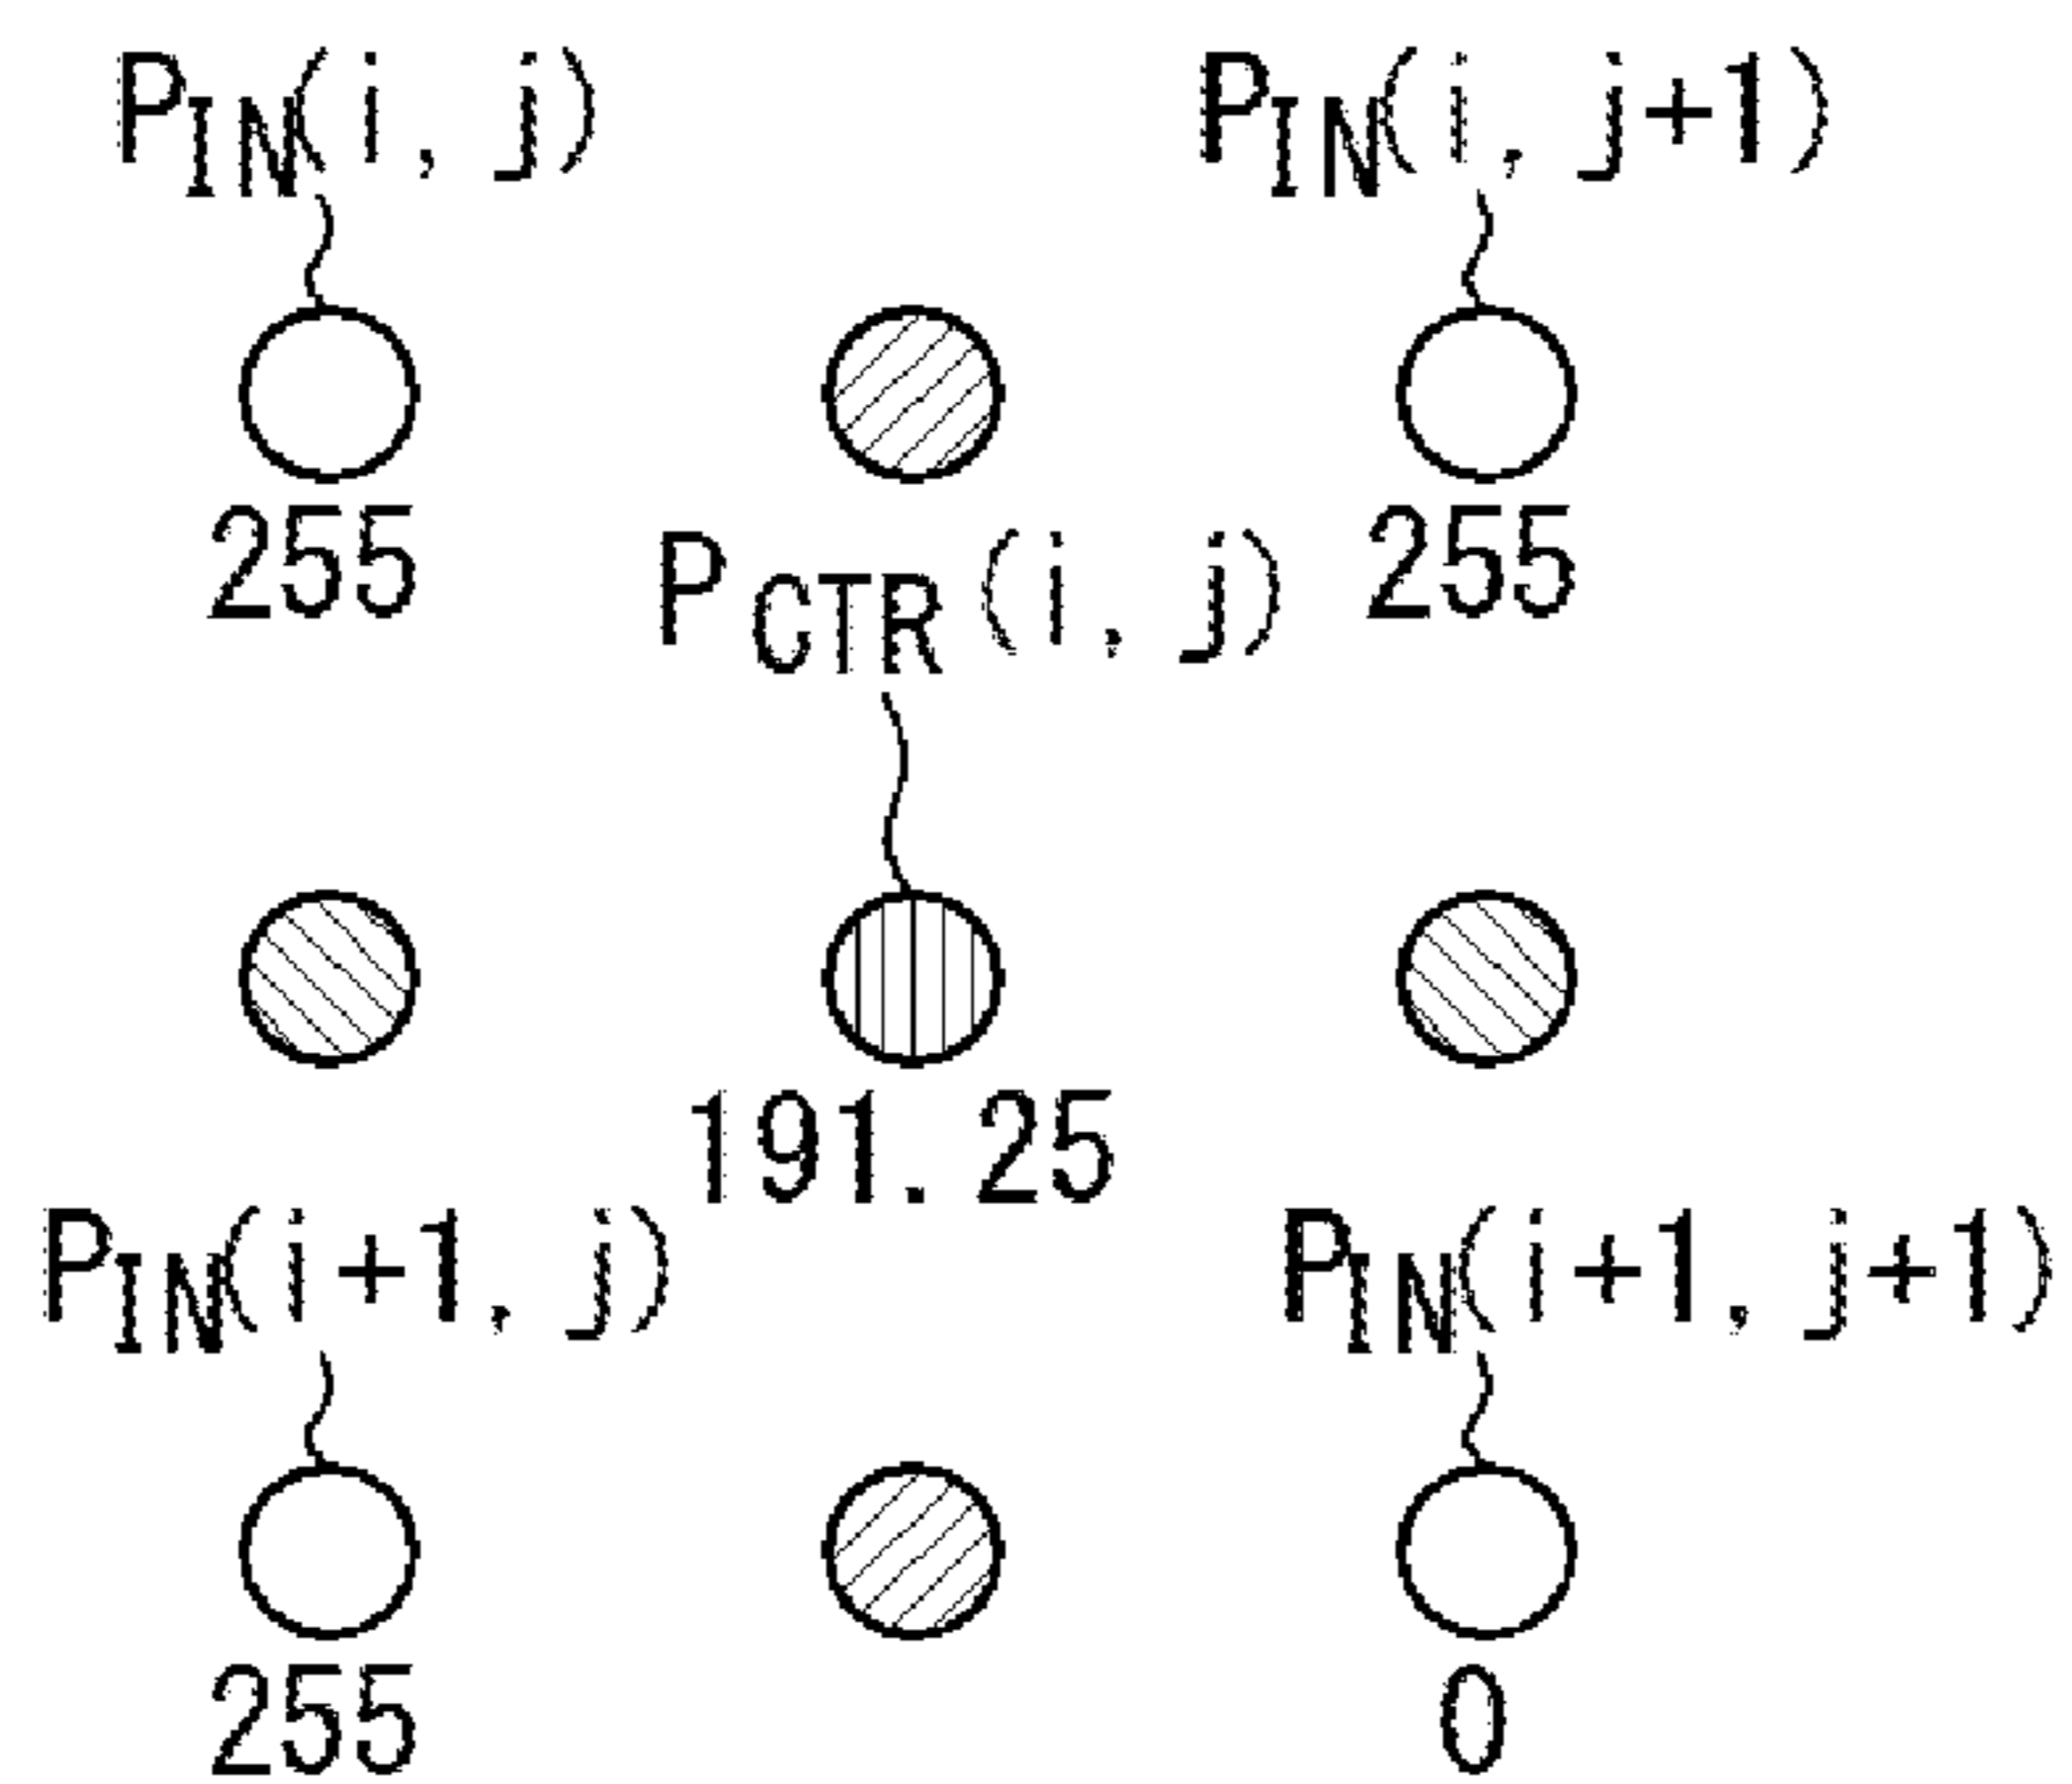 PIN(i, j) PIN(i, j+1)
255 255
PCTR(i, j)
191.25
PIN(i+1, j) PIN(i+1, j+1)
255 0